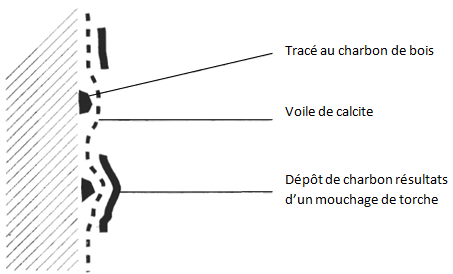 Tracé au charbon de bois
Voile de calcite
Dépôt de charbon résultats
d’un mouchage de torche